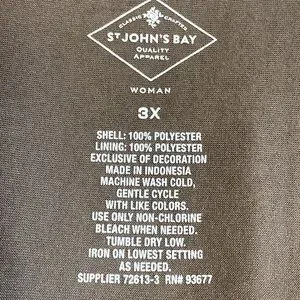 CLASSIC CRAFTED
ST JOHN'S BAY
QUALITY
APPAREL
WOMAN
3X
SHELL: 100% POLYESTER
LINING: 100% POLYESTER
EXCLUSIVE OF DECORATION
MADE IN INDONESIA
MACHINE WASH COLD,
GENTLE CYCLE
WITH LIKE COLORS.
USE ONLY NON-CHLORINE
BLEACH WHEN NEEDED.
TUMBLE DRY LOW.
IRON ON LOWEST SETTING
AS NEEDED.
SUPPLIER 72613-3 RN# 93677